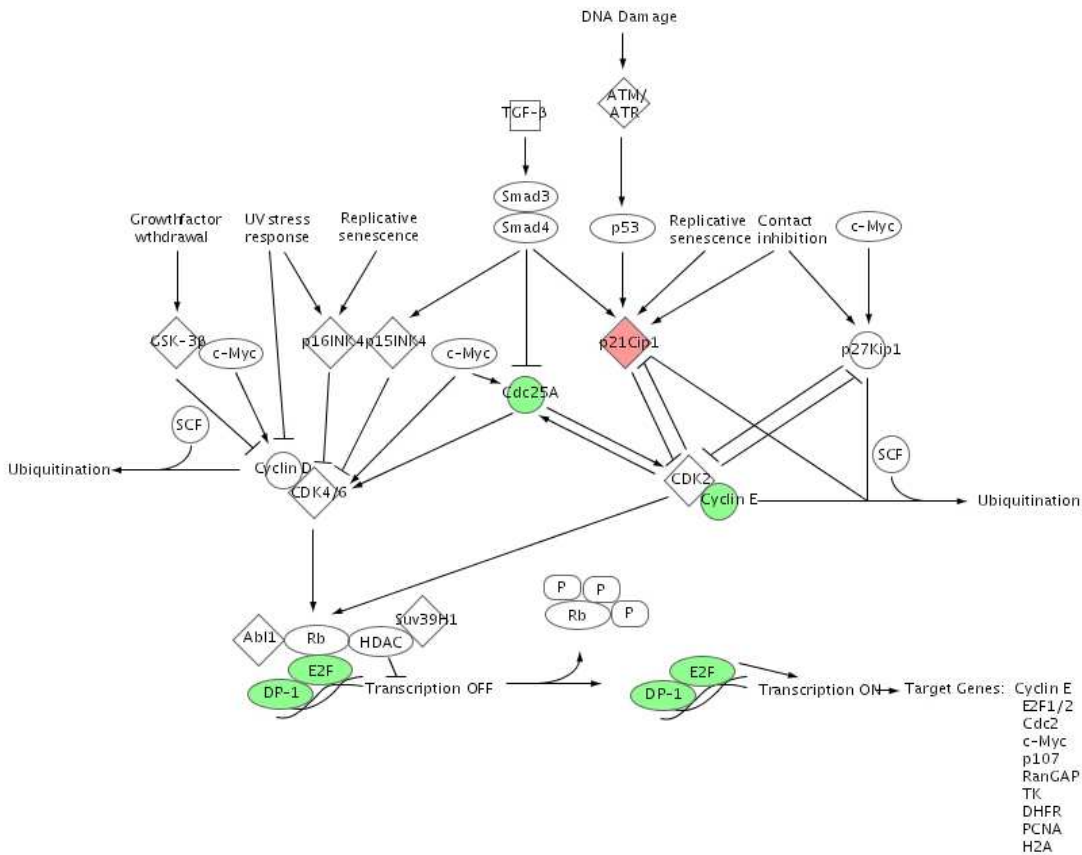 DNA Damage
ATM/
ATR
TGF-β
Smad3
Smad4
Growthfactor
wthdrawal
UV stress
response
Replicative
senescence
p53
Replicative
senescence
Contact
inhibition
c-Myc
GSK-3β
c-Myc
p16INK4
p15INK4
c-Myc
p21Cip1
p27Kip1
Cdc25A
SCF
SCF
Ubiquitination
Cyclin D
CDK4/6
CDK2
Cyclin E
Ubiquitination
P
P
P
Rb
Abl1
Rb
HDAC
Suv39H1
E2F
DP-1
Transcription OFF
E2F
DP-1
Transcription ON
Target Genes: Cyclin E
E2F1/2
Cdc2
c-Myc
p107
RanGAP
TK
DHFR
PCNA
H2A